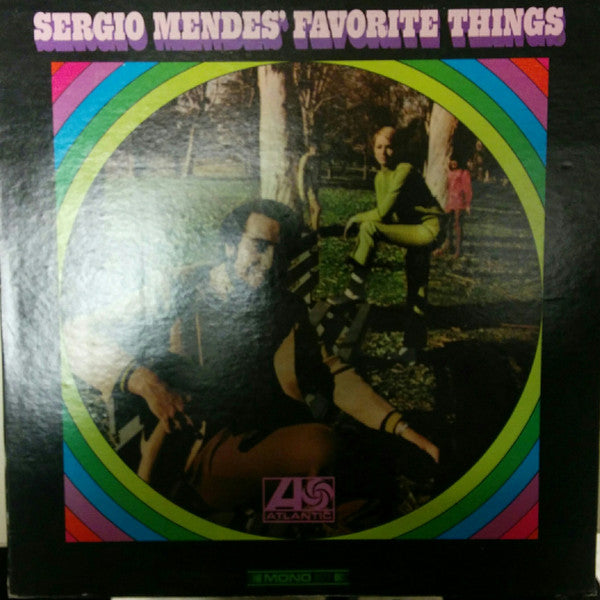 SERGIO MENDES' FAVORITE THINGS
ATLANTIC
MONO